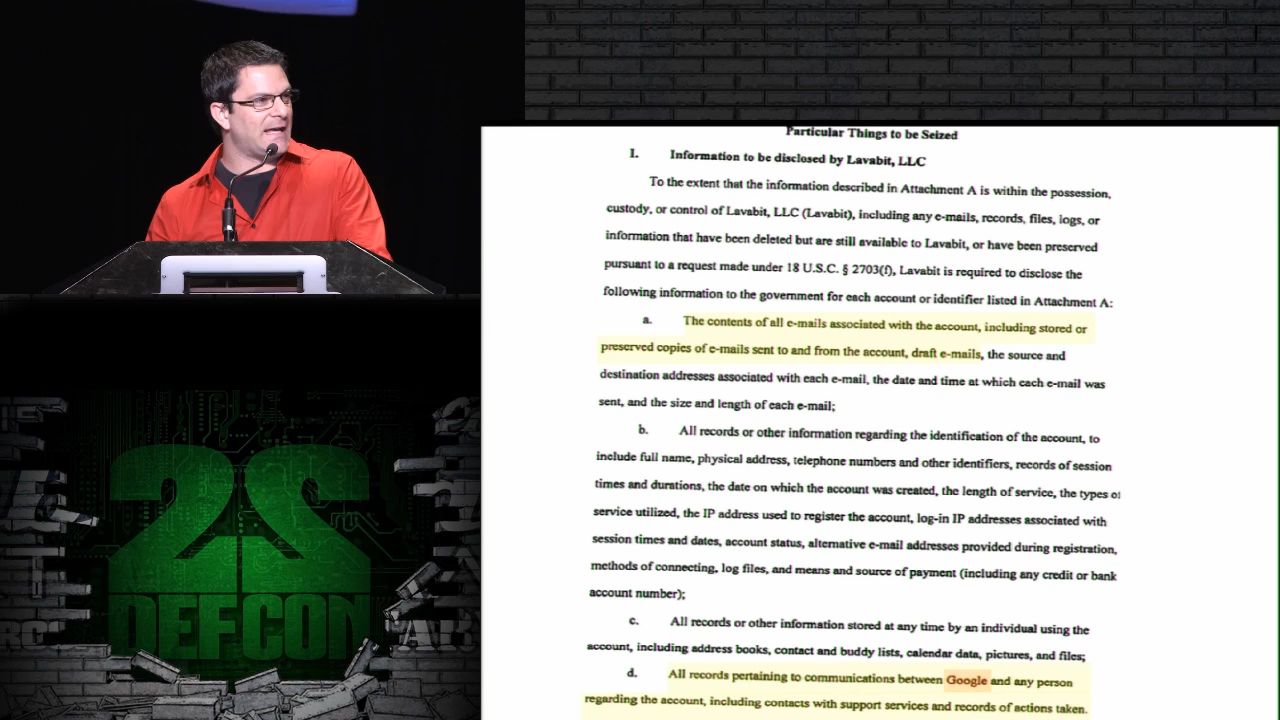 Particular Things to be Seized
I. Information to be disclosed by Lavabit, LLC
To the extent that the information described in Attachment A is within the possession,
custody, or control of Lavabit, LLC (Lavabit), including any e-mails, records, files, logs, or
information that have been deleted but are still available to Lavabit, or have been preserved
pursuant to a request made under 18 U.S.C. § 2703(f), Lavabit is required to disclose the
following information to the government for each account or identifier listed in Attachment A:
a. The contents of all e-mails associated with the account, including stored or
preserved copies of e-mails sent to and from the account, draft e-mails, the source and
destination addresses associated with each e-mail, the date and time at which each e-mail was
sent, and the size and length of each e-mail;
b. All records or other information regarding the identification of the account, to
include full name, physical address, telephone numbers and other identifiers, records of session
times and durations, the date on which the account was created, the length of service, the types of
service utilized, the IP address used to register the account, log-in IP addresses associated with
session times and dates, account status, alternative e-mail addresses provided during registration,
methods of connecting, log files, and means and source of payment (including any credit or bank
account number);
c. All records or other information stored at any time by an individual using the
account, including address books, contact and buddy lists, calendar data, pictures, and files;
d. All records pertaining to communications between Google and any person
regarding the account, including contacts with support services and records of actions taken.
22
DEFCON